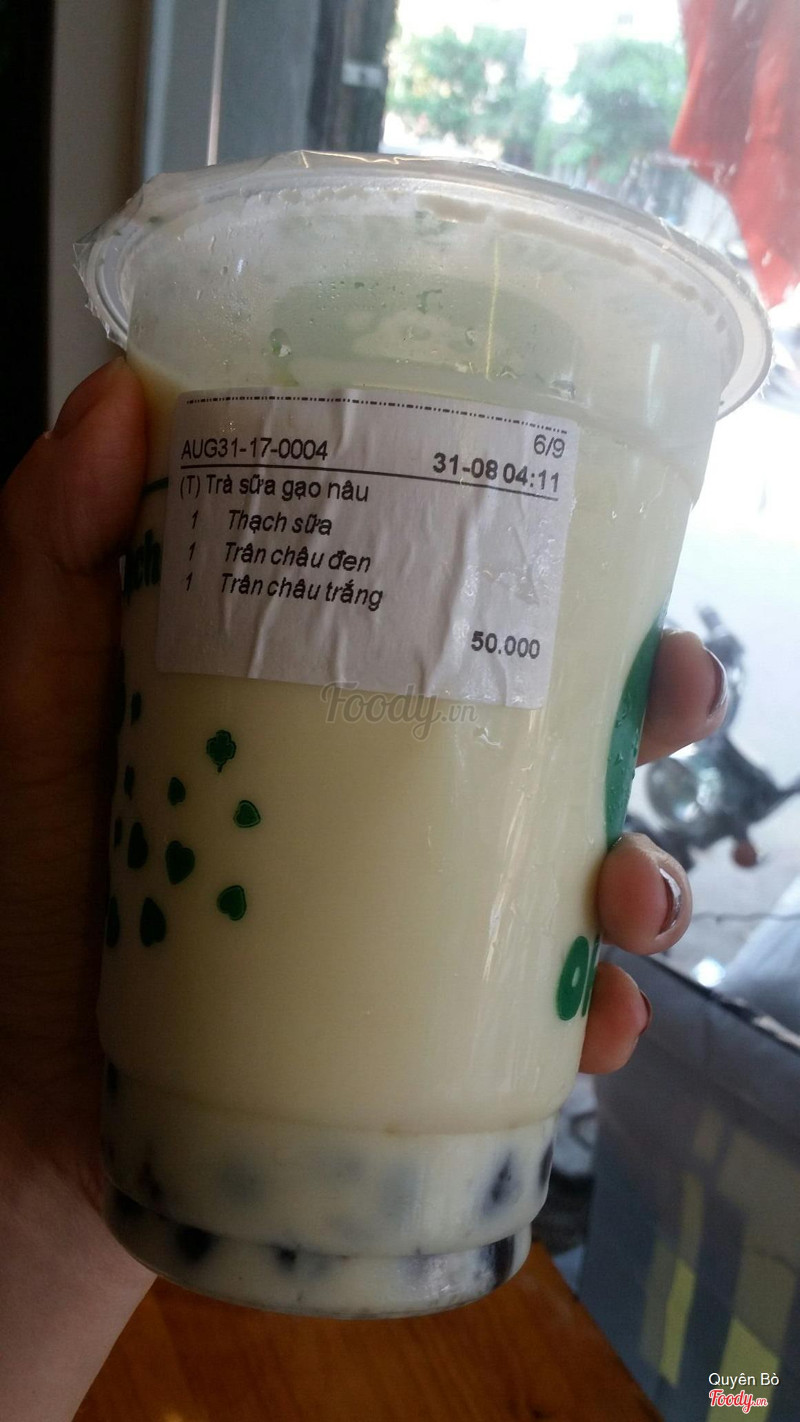 6/9
AUG31-17-0004
31-08 04:11
(T) Trà sữa gạo nâu
1 Thạch sữa
1 Trân châu đen
1 Trân châu trắng
50.000
Foody.vn
Quyên Bò
Foody.vn